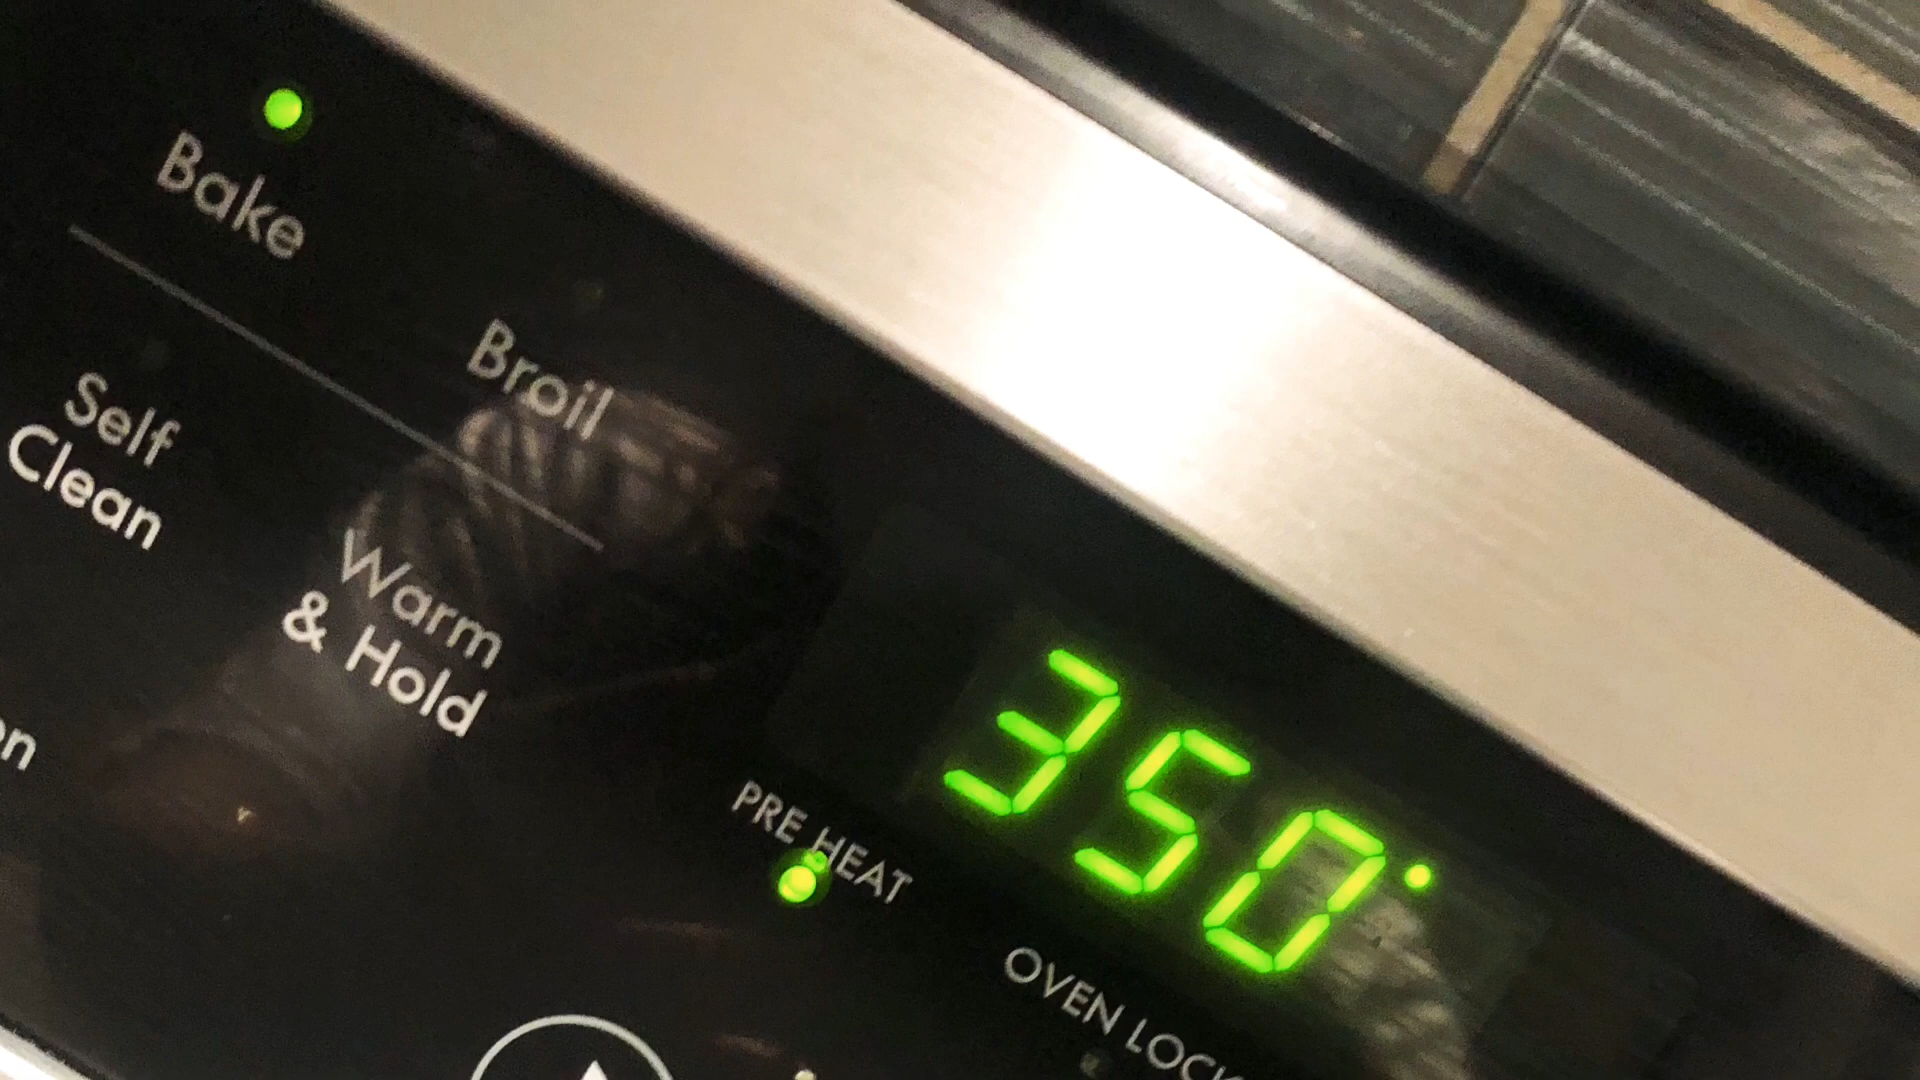 Bake
Broil
Self
Clean
Warm
& Hold
350°
PRE HEAT
OVEN LOCK